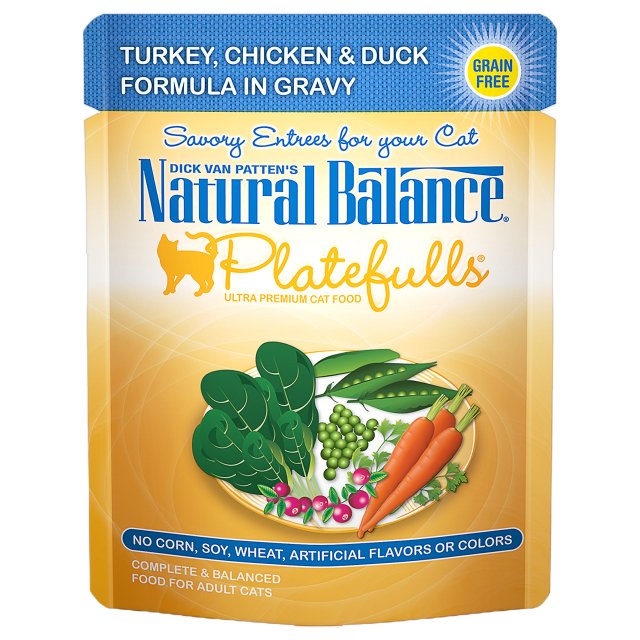 TURKEY, CHICKEN & DUCK
FORMULA IN GRAVY
GRAIN
FREE
Savory Entrees for your Cat
DICK VAN PATTEN'S
Natural Balance®
Platefulls®
ULTRA PREMIUM CAT FOOD
NO CORN, SOY, WHEAT, ARTIFICIAL FLAVORS OR COLORS
COMPLETE & BALANCED
FOOD FOR ADULT CATS